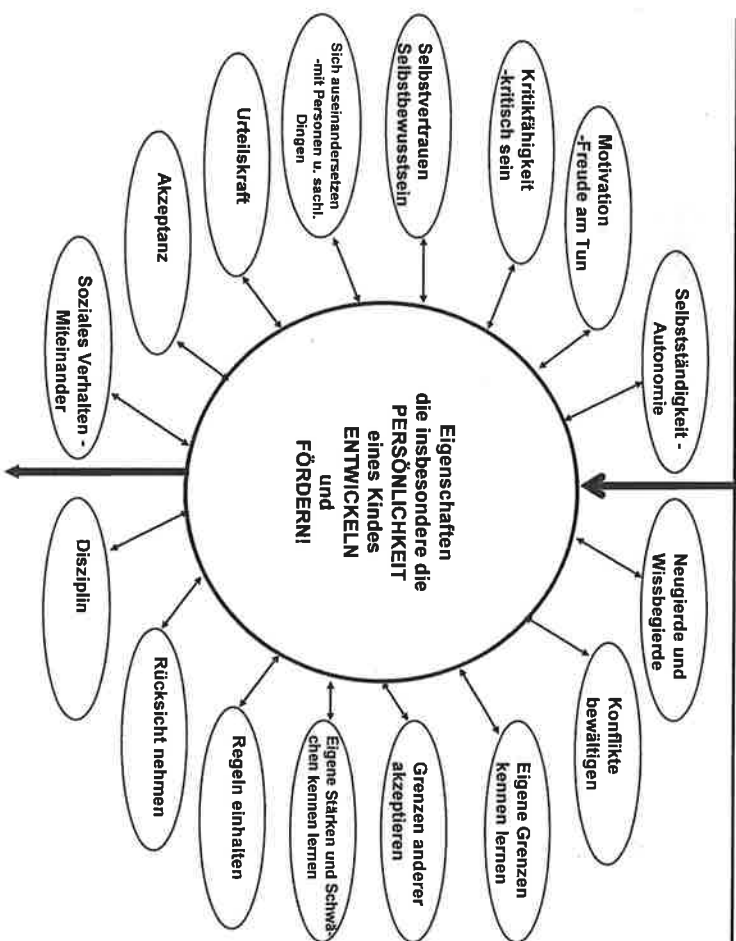 Selbstständigkeit -
Autonomie
Neugierde und
Wissbegierde
Motivation
-Freude am Tun
Konflikte
bewältigen
Kritikfähigkeit
-kritisch sein
Eigene Grenzen
kennen lernen
Selbstvertrauen
Selbstbewusstsein
Eigenschaften
die insbesondere die
PERSÖNLICHKEIT
eines Kindes
ENTWICKELN
und
FÖRDERN!
Grenzen anderer
akzeptieren
Sich auseinandersetzen
-mit Personen u. sachl.
Dingen
Eigene Stärken und Schwä-
chen kennen lernen
Urteilskraft
Regeln einhalten
Akzeptanz
Rücksicht nehmen
Soziales Verhalten -
Miteinander
Disziplin